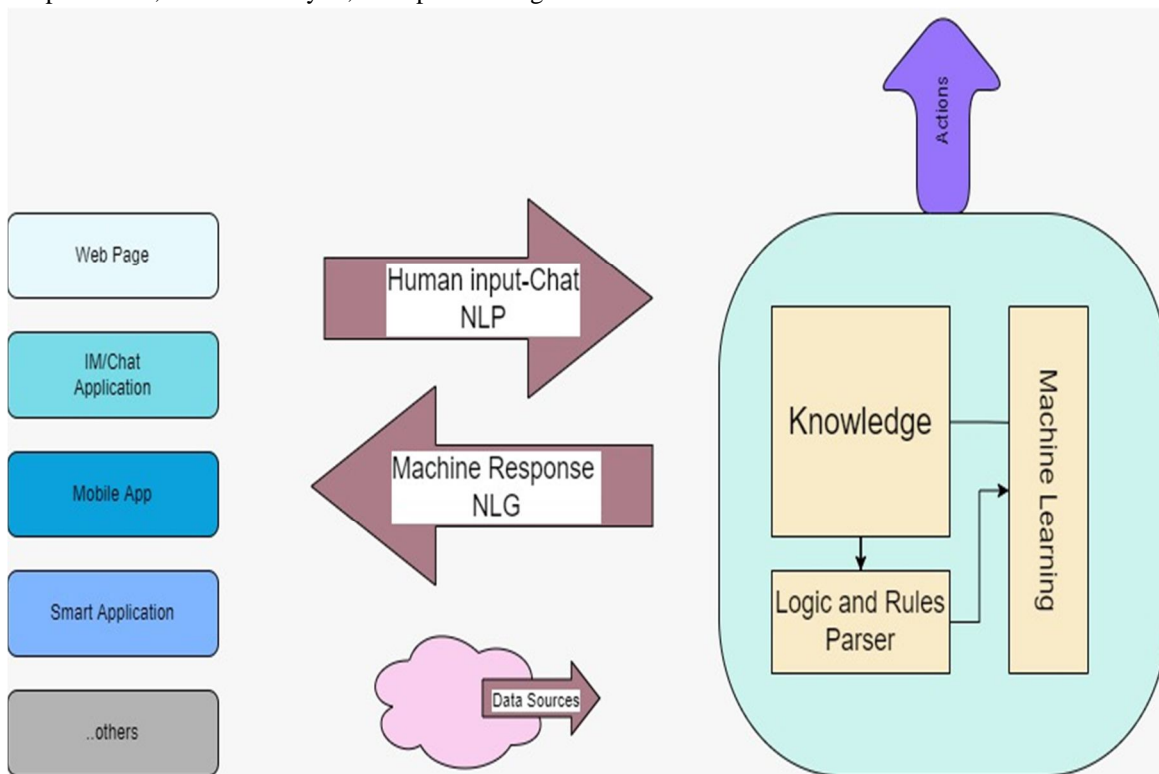 Actions
Web Page
IM/Chat
Application
Mobile App
Smart Application
..others
Human input-Chat
NLP
Machine Response
NLG
Data Sources
Knowledge
Logic and Rules
Parser
Machine Learning